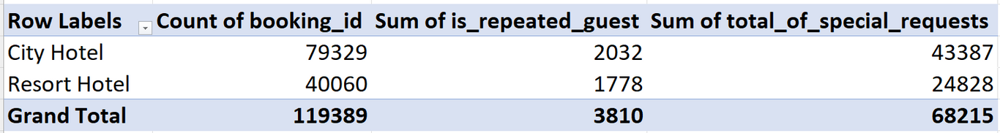 Row Labels Count of booking_id Sum of is_repeated_guest Sum of total_of_special_requests
City Hotel 79329 2032 43387
Resort Hotel 40060 1778 24828
Grand Total 119389 3810 68215